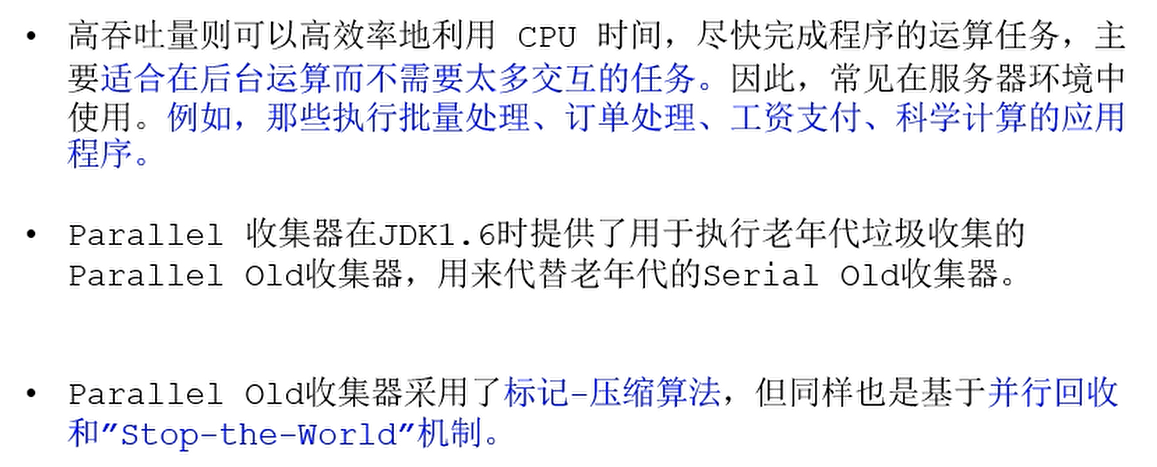 • 高吞吐量则可以高效率地利用 CPU 时间，尽快完成程序的运算任务，主
要适合在后台运算而不需要太多交互的任务。因此，常见在服务器环境中
使用。例如，那些执行批量处理、订单处理、工资支付、科学计算的应用
程序。
• Parallel 收集器在JDK1.6时提供了用于执行老年代垃圾收集的
Parallel Old收集器，用来代替老年代的Serial Old收集器。
• Parallel Old收集器采用了标记-压缩算法，但同样也是基于并行回收
和"Stop-the-World"机制。